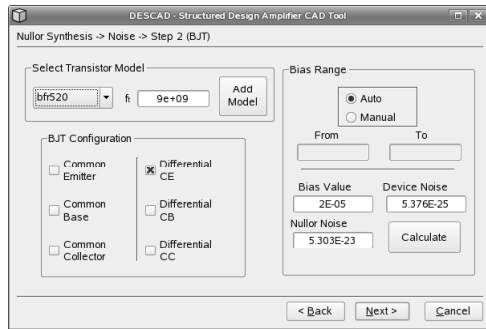 DESCAD - Structured Design Amplifier CAD Tool
Nullor Synthesis -> Noise -> Step 2 (BJT)
Select Transistor Model
bfr520
ft
9e+09
Add
Model
BJT Configuration
Common
Emitter
Differential
CE
Common
Base
Differential
CB
Common
Collector
Differential
CC
Bias Range
Auto
Manual
From
To
Bias Value
Device Noise
2E-05
5.376E-25
Nullor Noise
5.303E-23
Calculate
< Back
Next >
Cancel